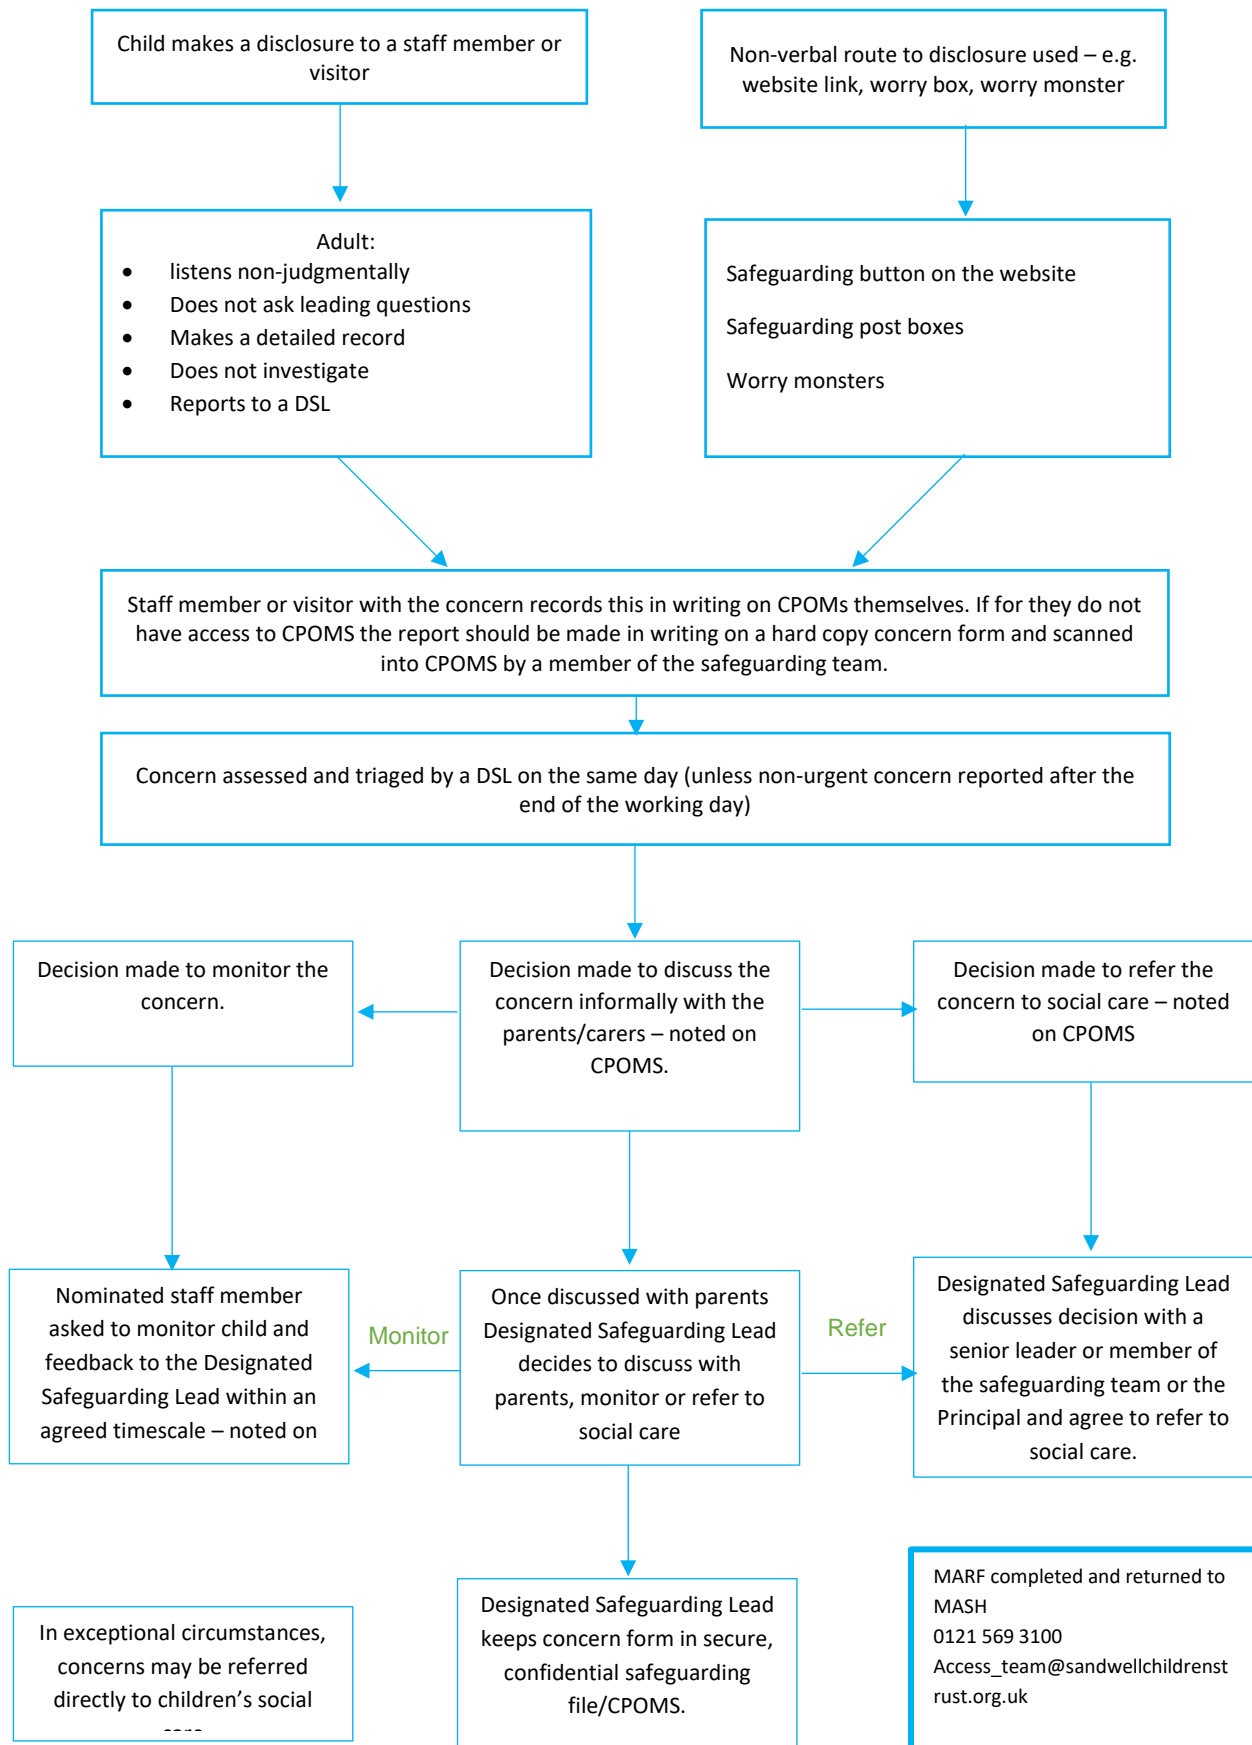 Child makes a disclosure to a staff member or
visitor
Non-verbal route to disclosure used – e.g.
website link, worry box, worry monster
Adult:
• listens non-judgmentally
• Does not ask leading questions
• Makes a detailed record
• Does not investigate
• Reports to a DSL
Safeguarding button on the website
Safeguarding post boxes
Worry monsters
Staff member or visitor with the concern records this in writing on CPOMs themselves. If for they do not
have access to CPOMS the report should be made in writing on a hard copy concern form and scanned
into CPOMS by a member of the safeguarding team.
Concern assessed and triaged by a DSL on the same day (unless non-urgent concern reported after the
end of the working day)
Decision made to monitor the
concern.
Decision made to discuss the
concern informally with the
parents/carers – noted on
CPOMS.
Decision made to refer the
concern to social care – noted
on CPOMS
Nominated staff member
asked to monitor child and
feedback to the Designated
Safeguarding Lead within an
agreed timescale – noted on
Monitor
Once discussed with parents
Designated Safeguarding Lead
decides to discuss with
parents, monitor or refer to
social care
Refer
Designated Safeguarding Lead
discusses decision with a
senior leader or member of
the safeguarding team or the
Principal and agree to refer to
social care.
In exceptional circumstances,
concerns may be referred
directly to children's social
Designated Safeguarding Lead
keeps concern form in secure,
confidential safeguarding
file/CPOMS.
MARF completed and returned to
MASH
0121 569 3100
Access_team@sandwellchildrenst
rust.org.uk